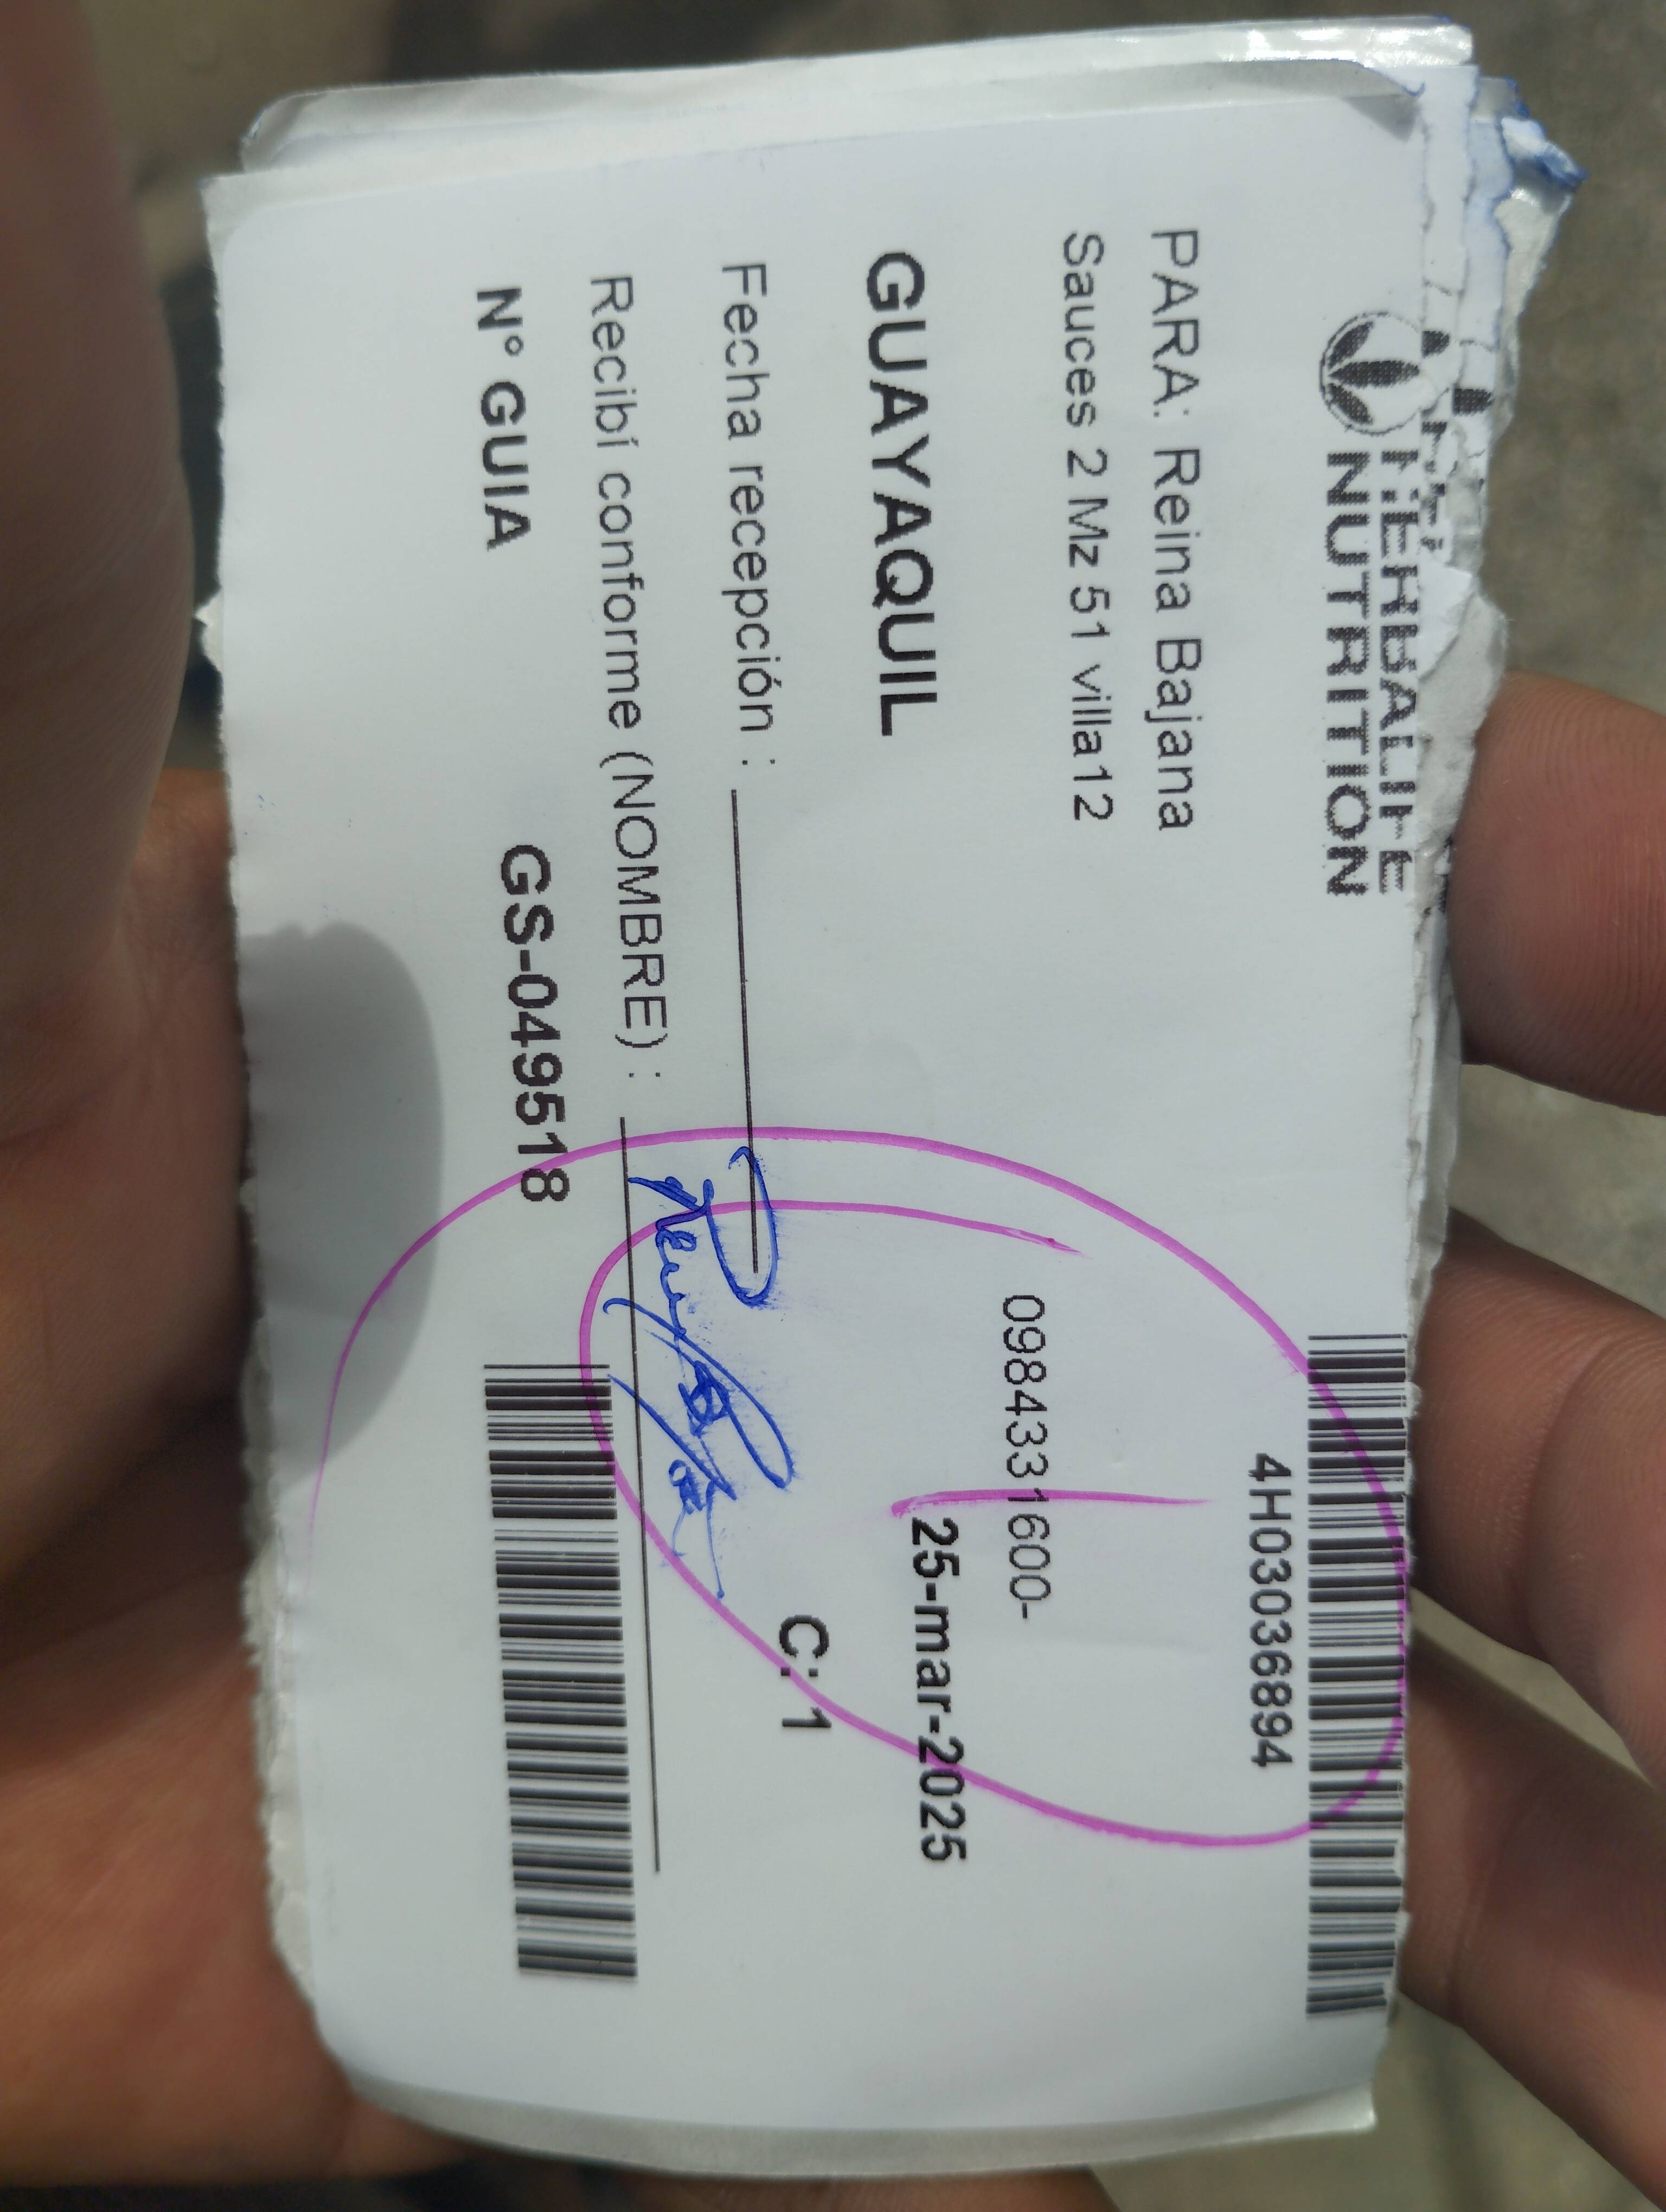 HERBALIFE
NUTRITION
4H03036894
PARA: Reina Bajana
Sauces 2 Mz 51 villa12
0984331600-
GUAYAQUIL
25-mar-2025
Fecha recepción :
C: 1
Recibí conforme (NOMBRE) :
N° GUIA
GS-049518